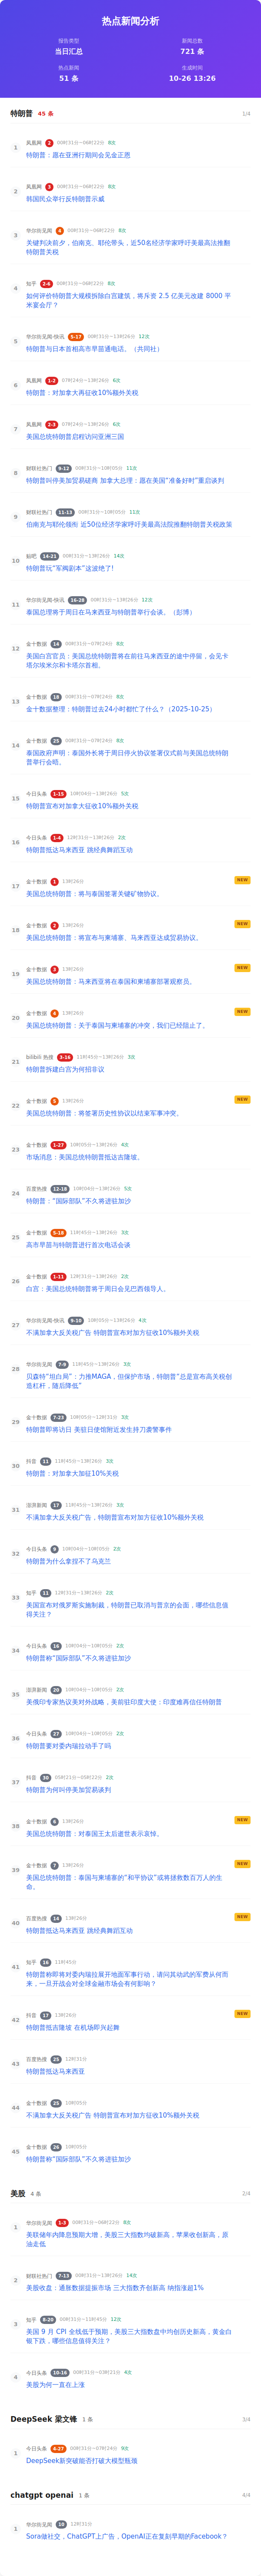 热点新闻分析
报告类型
当日汇总
新闻总数
721 条
热点新闻
51 条
生成时间
10-26 13:26
特朗普 45 条 1/4
1 凤凰网 2 00时31分~06时22分 8次
特朗普：愿在亚洲行期间会见金正恩
2 凤凰网 3 00时31分~06时22分 8次
韩国民众举行反特朗普示威
3 华尔街见闻 4 00时31分~06时22分 8次
关键判决前夕，伯南克、耶伦带头，近50名经济学家呼吁美最高法推翻
特朗普关税
4 知乎 2-6 00时31分~06时22分 8次
如何评价特朗普大规模拆除白宫建筑，将斥资 2.5 亿美元改建 8000 平
米宴会厅？
5 华尔街见闻-快讯 5-17 00时31分~13时26分 12次
特朗普与日本首相高市早苗通电话。（共同社）
6 凤凰网 1-2 07时24分~13时26分 6次
特朗普：对加拿大再征收10%额外关税
7 凤凰网 2-3 07时24分~13时26分 6次
美国总统特朗普启程访问亚洲三国
8 财联社热门 9-12 00时31分~10时05分 11次
特朗普叫停美加贸易磋商 加拿大总理：愿在美国“准备好时”重启谈判
9 财联社热门 11-13 00时31分~10时05分 11次
伯南克与耶伦领衔 近50位经济学家呼吁美国最高法院推翻特朗普关税政策
10 贴吧 14-21 00时31分~13时26分 14次
特朗普玩“军阀剧本”这波绝了!
11 华尔街见闻-快讯 16-28 00时31分~13时26分 12次
泰国总理将于周日在马来西亚与特朗普举行会谈。（彭博）
12 金十数据 14 00时31分~07时24分 8次
美国白宫官员：美国总统特朗普将在前往马来西亚的途中停留，会见卡
塔尔埃米尔和卡塔尔首相。
13 金十数据 19 00时31分~07时24分 8次
金十数据整理：特朗普过去24小时都忙了什么？（2025-10-25）
14 金十数据 25 00时31分~07时24分 8次
泰国政府声明：泰国外长将于周日停火协议签署仪式前与美国总统特朗
普举行会晤。
15 今日头条 1-15 10时04分~13时26分 5次
特朗普宣布对加拿大征收10%额外关税
16 今日头条 1-4 12时31分~13时26分 2次
特朗普抵达马来西亚 跳经典舞蹈互动
17 金十数据 1 13时26分 NEW
美国总统特朗普：将与泰国签署关键矿物协议。
18 金十数据 2 13时26分 NEW
美国总统特朗普：将宣布与柬埔寨、马来西亚达成贸易协议。
19 金十数据 3 13时26分 NEW
美国总统特朗普：马来西亚将在泰国和柬埔寨部署观察员。
20 金十数据 4 13时26分 NEW
美国总统特朗普：关于泰国与柬埔寨的冲突，我们已经阻止了。
21 bilibili 热搜 3-16 11时45分~13时26分 3次
特朗普拆建白宫为何招非议
22 金十数据 5 13时26分 NEW
美国总统特朗普：将签署历史性协议以结束军事冲突。
23 金十数据 1-27 10时05分~13时26分 4次
市场消息：美国总统特朗普抵达吉隆坡。
24 百度热搜 12-18 10时04分~13时26分 5次
特朗普：“国际部队”不久将进驻加沙
25 金十数据 5-18 11时45分~13时26分 3次
高市早苗与特朗普进行首次电话会谈
26 金十数据 1-11 12时31分~13时26分 2次
白宫：美国总统特朗普将于周日会见巴西领导人。
27 华尔街见闻-快讯 9-10 10时05分~13时26分 4次
不满加拿大反关税广告 特朗普宣布对加方征收10%额外关税
28 华尔街见闻 7-9 11时45分~13时26分 3次
贝森特“坦白局”：力推MAGA，但保护市场，特朗普“总是宣布高关税创
造杠杆，随后降低”
29 金十数据 7-23 10时05分~12时31分 3次
特朗普即将访日 美驻日使馆附近发生持刀袭警事件
30 抖音 11 11时45分~13时26分 3次
特朗普：对加拿大加征10%关税
31 澎湃新闻 17 11时45分~13时26分 3次
不满加拿大反关税广告，特朗普宣布对加方征收10%额外关税
32 今日头条 9 10时04分~10时05分 2次
特朗普为什么拿捏不了乌克兰
33 知乎 11 12时31分~13时26分 2次
美国宣布对俄罗斯实施制裁，特朗普已取消与普京的会面，哪些信息值
得关注？
34 今日头条 16 10时04分~10时05分 2次
特朗普称“国际部队”不久将进驻加沙
35 澎湃新闻 20 10时04分~10时05分 2次
美俄印专家热议美对外战略，美前驻印度大使：印度难再信任特朗普
36 今日头条 27 10时04分~10时05分 2次
特朗普要对委内瑞拉动手了吗
37 抖音 30 05时21分~05时22分 2次
特朗普为何叫停美加贸易谈判
38 金十数据 6 13时26分 NEW
美国总统特朗普：对泰国王太后逝世表示哀悼。
39 金十数据 7 13时26分 NEW
美国总统特朗普：泰国与柬埔寨的“和平协议”或将拯救数百万人的生
命。
40 百度热搜 14 13时26分 NEW
特朗普抵达马来西亚 跳经典舞蹈互动
41 知乎 16 11时45分
特朗普称即将对委内瑞拉展开地面军事行动，请问其动武的军费从何而
来，一旦开战会对全球金融市场会有何影响？
42 抖音 17 13时26分 NEW
特朗普抵吉隆坡 在机场即兴起舞
43 百度热搜 25 12时31分
特朗普抵达马来西亚
44 金十数据 25 10时05分
不满加拿大反关税广告 特朗普宣布对加方征收10%额外关税
45 金十数据 26 10时05分
特朗普称“国际部队”不久将进驻加沙
美股 4 条 2/4
1 华尔街见闻 1-3 00时31分~06时22分 8次
美联储年内降息预期大增，美股三大指数均破新高，苹果收创新高，原
油走低
2 财联社热门 7-13 00时31分~13时26分 14次
美股收盘：通胀数据提振市场 三大指数齐创新高 纳指涨超1%
3 知乎 8-20 00时31分~11时45分 12次
美国 9 月 CPI 全线低于预期，美股三大指数盘中均创历史新高，黄金白
银下跌，哪些信息值得关注？
4 今日头条 10-16 00时31分~03时21分 4次
美股为何一直在上涨
DeepSeek 梁文锋 1 条 3/4
1 今日头条 4-27 00时31分~07时24分 9次
DeepSeek新突破能否打破大模型瓶颈
chatgpt openai 1 条 4/4
1 华尔街见闻 10 12时31分
Sora做社交，ChatGPT上广告，OpenAI正在复刻早期的Facebook？